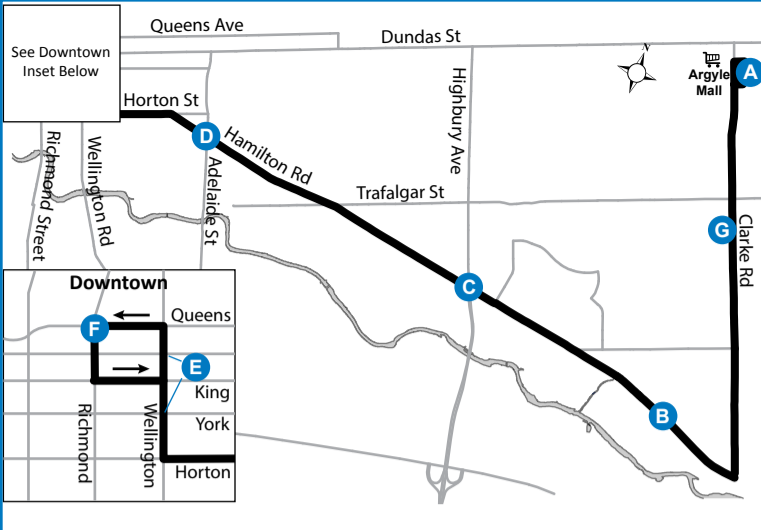 See Downtown
Inset Below
Queens Ave
Dundas St
N
Argyle
Mall
A
Horton St
D
Hamilton Rd
Highbury Ave
Richmond Street
Wellington Rd
Adelaide St
Trafalgar St
G
Clarke Rd
C
B
Downtown
F
Queens
E
King
York
Richmond
Wellington
Horton